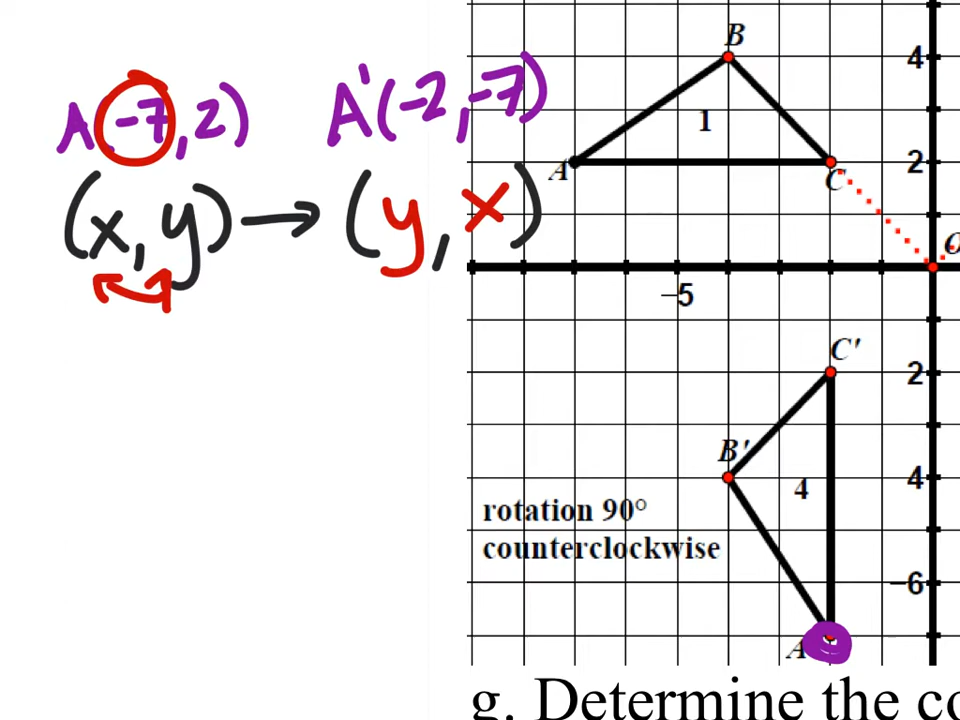 B
4
A(-7,2) A'(-2,-7)
1
A
C
2
(x,y)→(y,x)
O
-5
C'
2
B'
4
4
rotation 90°
counterclockwise
-6
A
g. Determine the co